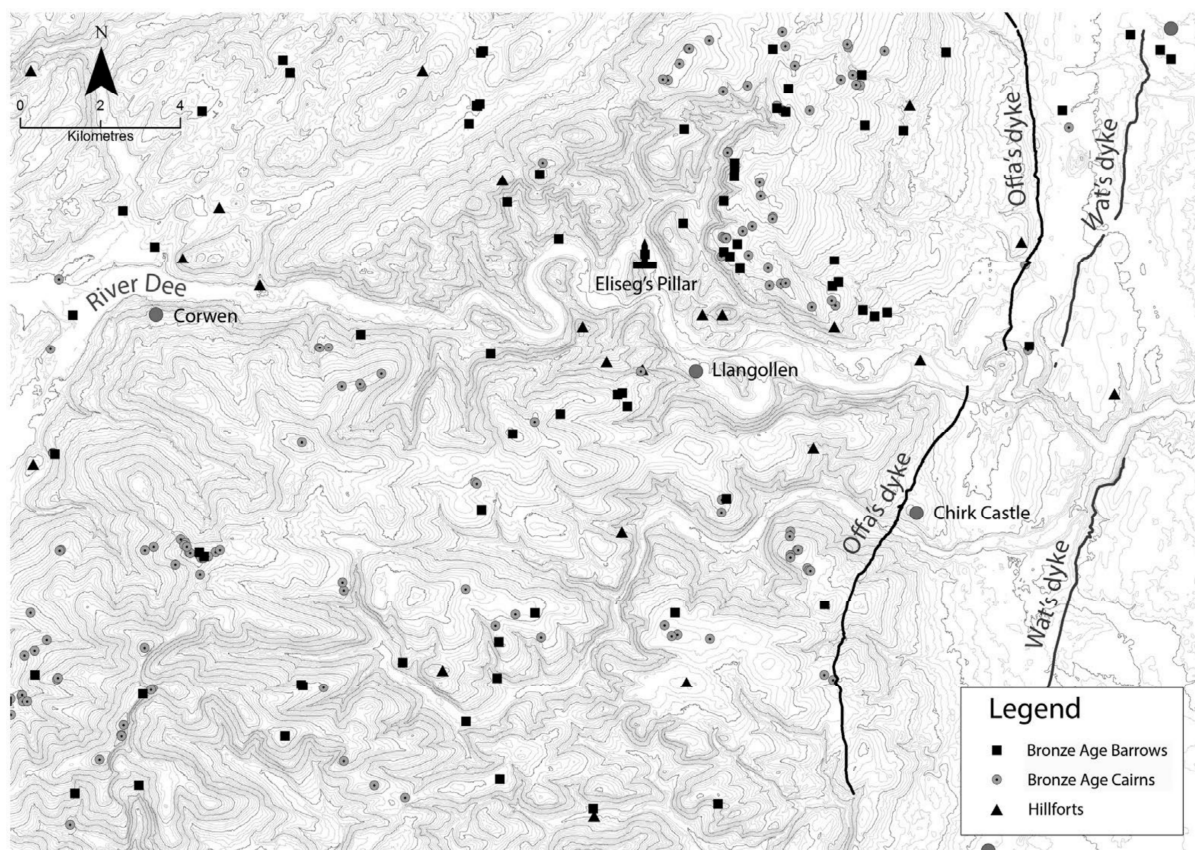 N
0 2 4
Kilometres
Offa's dyke
Wat's dyke
River Dee
Eliseg's Pillar
Corwen
Llangollen
Offa's dyke
Chirk Castle
Wat's dyke
Legend
Bronze Age Barrows
Bronze Age Cairns
Hillforts